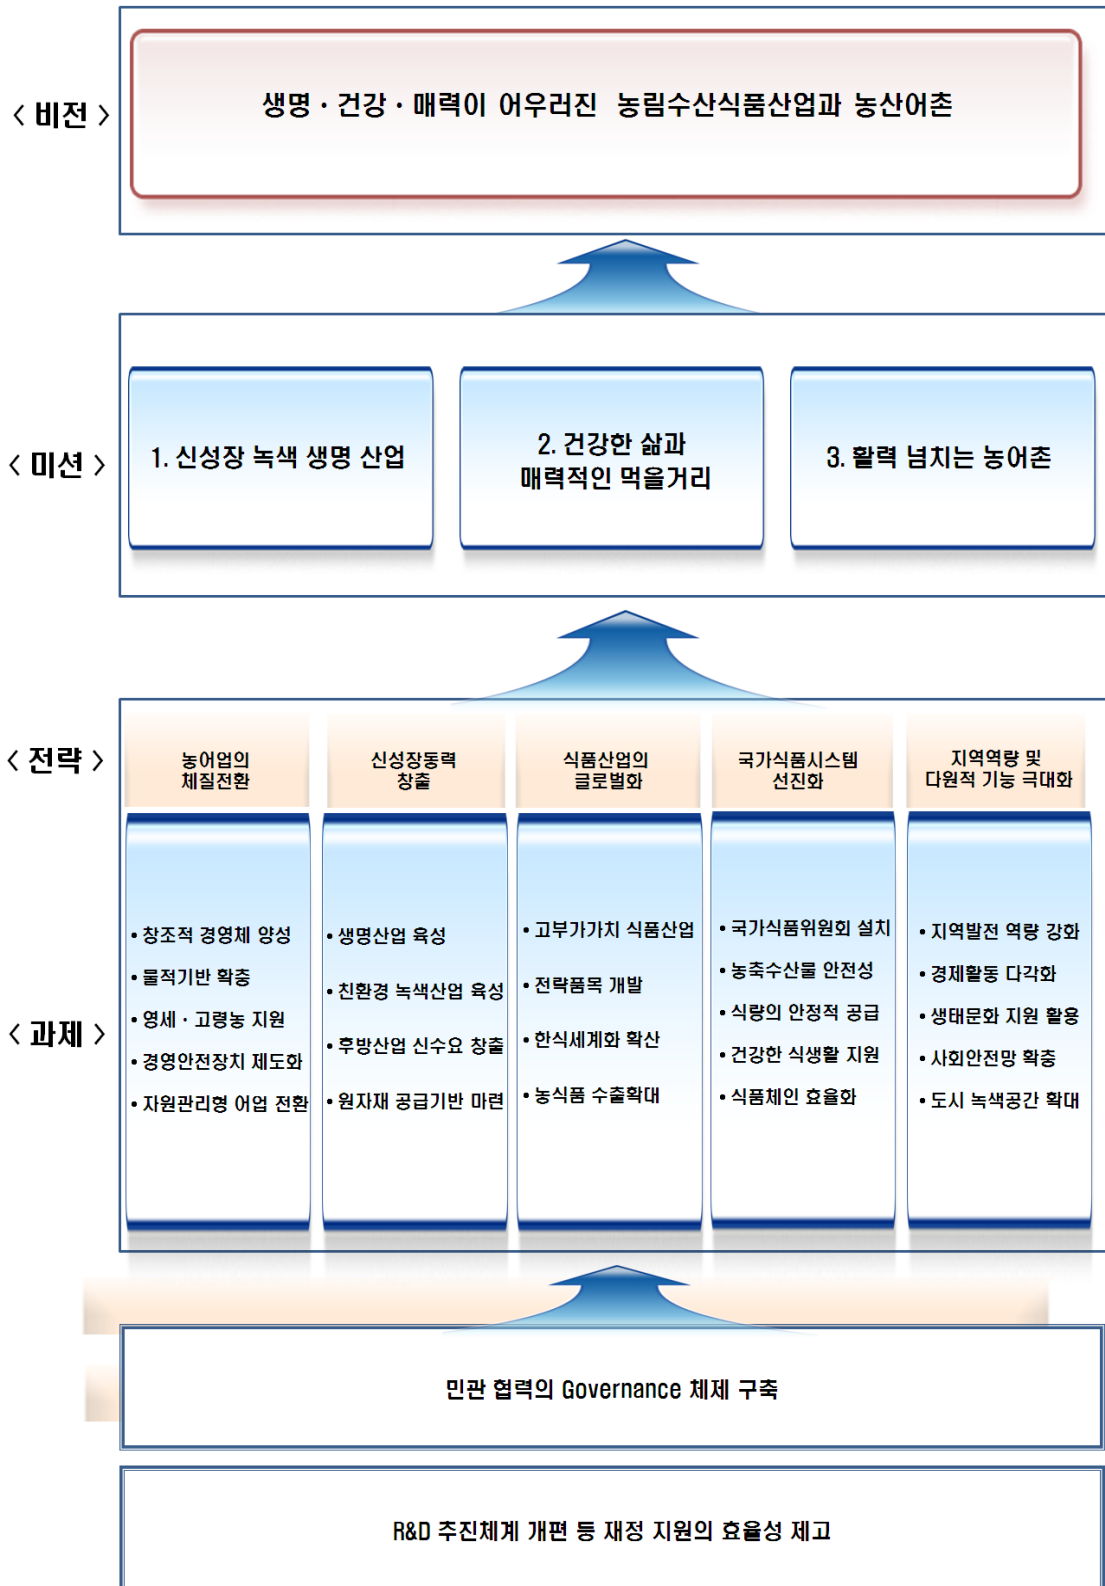 〈 비전 〉
생명 · 건강 · 매력이 어우러진 농림수산식품산업과 농산어촌
〈 미션 〉
1. 신성장 녹색 생명 산업
2. 건강한 삶과
매력적인 먹을거리
3. 활력 넘치는 농어촌
〈 전략 〉
농어업의
체질전환
신성장동력
창출
식품산업의
글로벌화
국가식품시스템
선진화
지역역량 및
다원적 기능 극대화
〈 과제 〉
• 창조적 경영체 양성
• 물적기반 확충
• 영세 · 고령농 지원
• 경영안전장치 제도화
• 자원관리형 어업 전환
• 생명산업 육성
• 친환경 녹색산업 육성
• 후방산업 신수요 창출
• 원자재 공급기반 마련
• 고부가가치 식품산업
• 전략품목 개발
• 한식세계화 확산
• 농식품 수출확대
• 국가식품위원회 설치
• 농축수산물 안전성
• 식량의 안정적 공급
• 건강한 식생활 지원
• 식품체인 효율화
• 지역발전 역량 강화
• 경제활동 다각화
• 생태문화 지원 활용
• 사회안전망 확충
• 도시 녹색공간 확대
민관 협력의 Governance 체제 구축
R&D 추진체계 개편 등 재정 지원의 효율성 제고